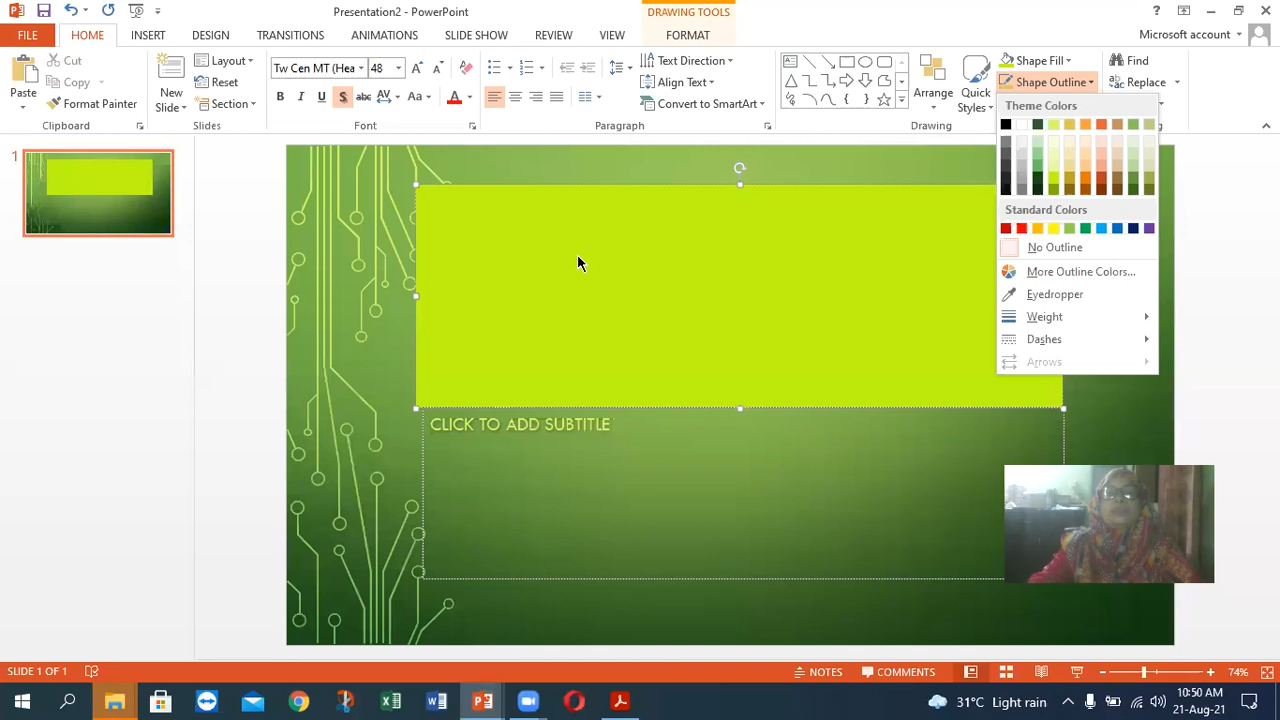 Presentation2 - PowerPoint
DRAWING TOOLS
FILE
HOME
INSERT
DESIGN
TRANSITIONS
ANIMATIONS
SLIDE SHOW
REVIEW
VIEW
FORMAT
Microsoft account
Cut
Copy
Format Painter
Paste
Clipboard
New
Slide
Layout
Reset
Section
Slides
Tw Cen MT (Hea
48
Font
Text Direction
Align Text
Convert to SmartArt
Paragraph
Arrange
Quick
Styles
Drawing
Shape Fill
Shape Outline
Find
Replace
Theme Colors
Standard Colors
No Outline
More Outline Colors...
Eyedropper
Weight
Dashes
Arrows
1
CLICK TO ADD SUBTITLE
SLIDE 1 OF 1
NOTES
COMMENTS
74%
31°C Light rain
10:50 AM
21-Aug-21